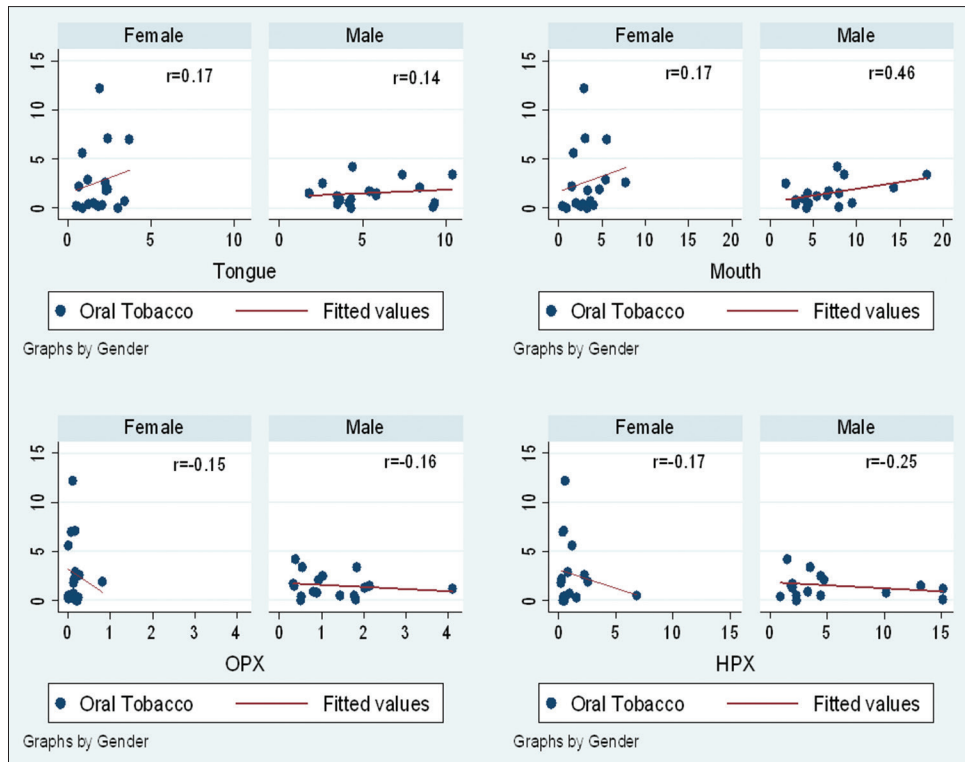 Female Male
15
10
5
0
r=0.17 r=0.14
0 5 10 0 5 10
Tongue
Oral Tobacco Fitted values
Graphs by Gender
Female Male
15
10
5
0
r=0.17 r=0.46
0 5 10 15 20 0 5 10 15 20
Mouth
Oral Tobacco Fitted values
Graphs by Gender
Female Male
15
10
5
0
r=-0.15 r=-0.16
0 1 2 3 4 0 1 2 3 4
OPX
Oral Tobacco Fitted values
Graphs by Gender
Female Male
15
10
5
0
r=-0.17 r=-0.25
0 5 10 15 0 5 10 15
HPX
Oral Tobacco Fitted values
Graphs by Gender